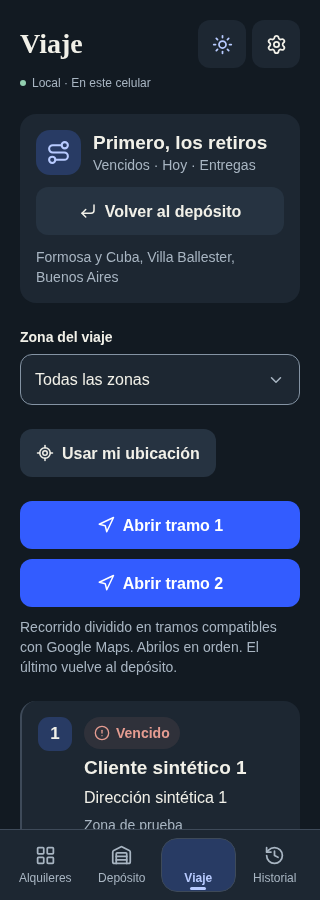 Viaje
Local · En este celular
Primero, los retiros
Vencidos · Hoy · Entregas
Volver al depósito
Formosa y Cuba, Villa Ballester,
Buenos Aires
Zona del viaje
Todas las zonas
Usar mi ubicación
Abrir tramo 1
Abrir tramo 2
Recorrido dividido en tramos compatibles
con Google Maps. Abrilos en orden. El
último vuelve al depósito.
1
Vencido
Cliente sintético 1
Dirección sintética 1
Zona de prueba
Alquileres
Depósito
Viaje
Historial